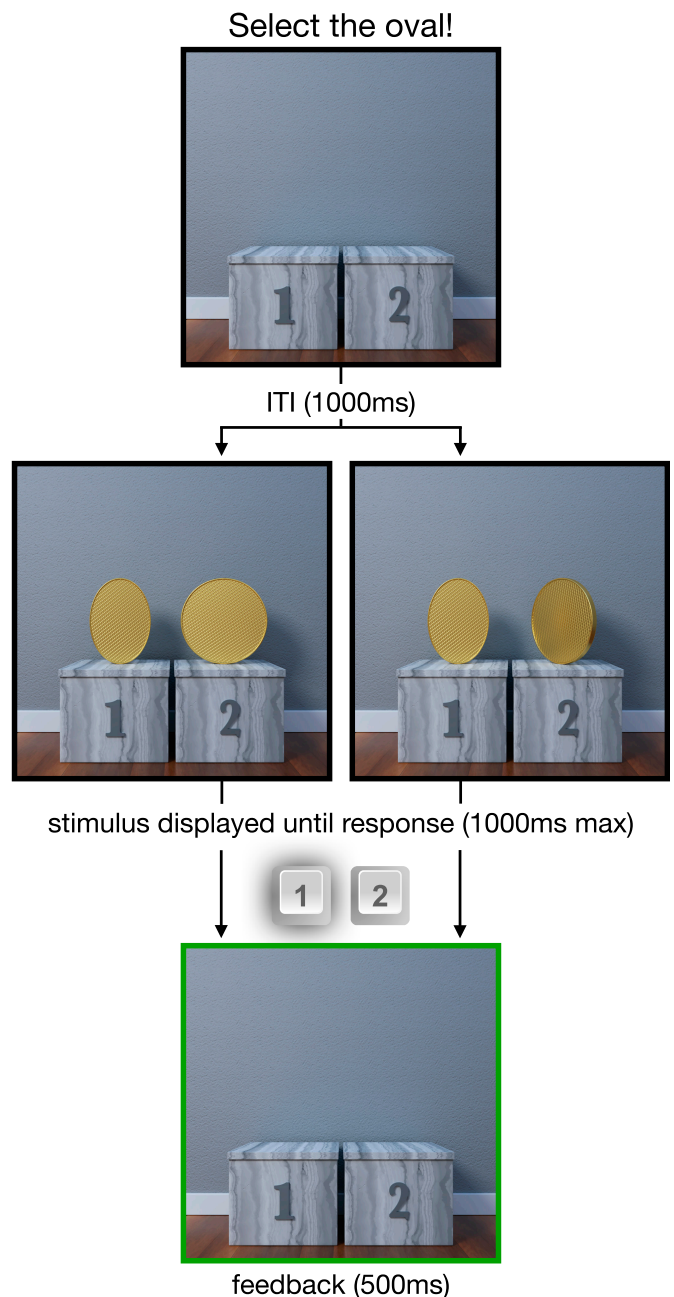 Select the oval!
1 2
ITI (1000ms)
1 2
1 2
stimulus displayed until response (1000ms max)
1 2
1 2
feedback (500ms)